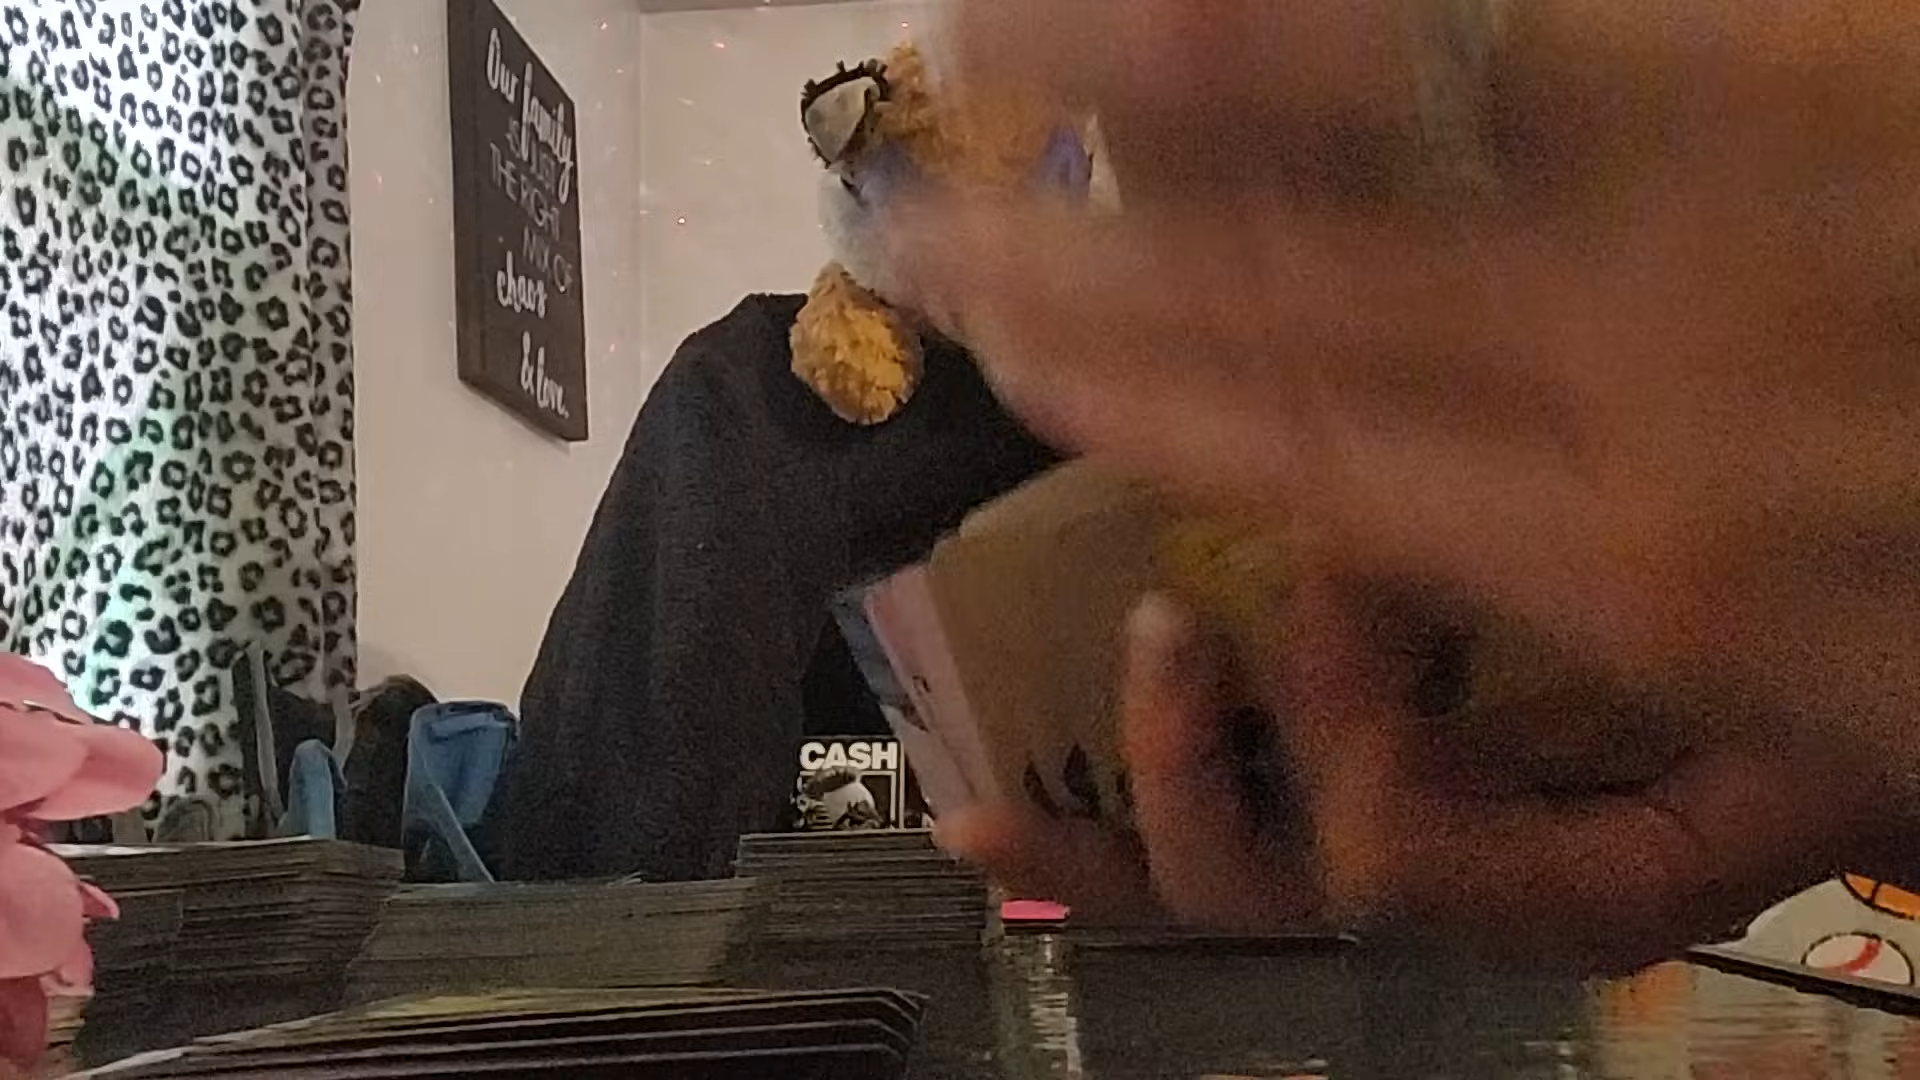 Our family
IS JUST
THE RIGHT
MIX OF
chaos
& love.
CASH